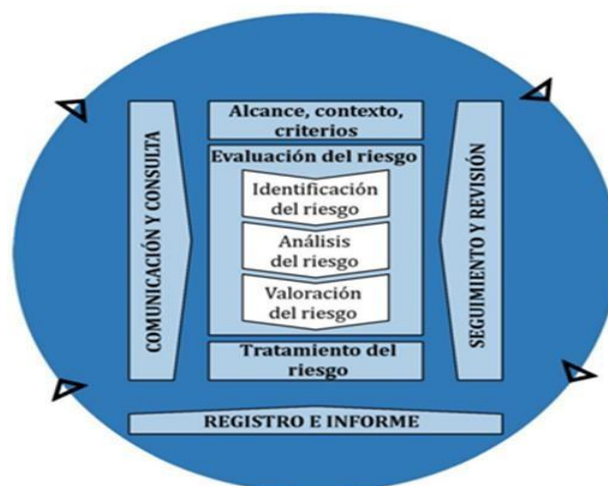 Alcance, contexto,
criterios
Evaluación del riesgo
Identificación
del riesgo
Análisis
del riesgo
Valoración
del riesgo
Tratamiento del
riesgo
COMUNICACIÓN Y CONSULTA
SEGUIMIENTO Y REVISIÓN
REGISTRO E INFORME